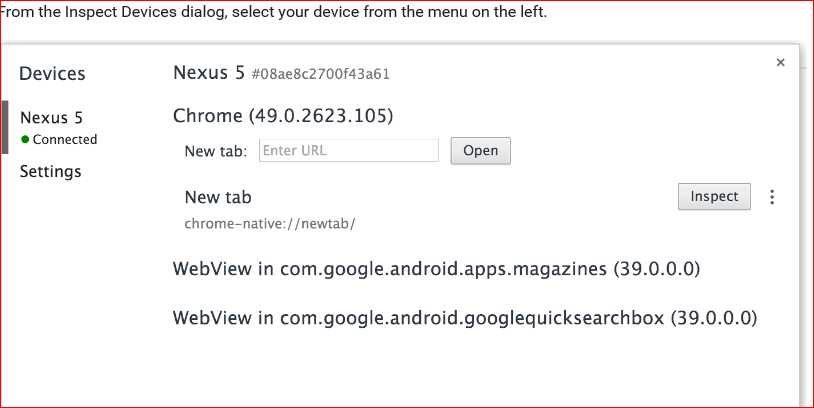 From the Inspect Devices dialog, select your device from the menu on the left.
Devices
Nexus 5
Connected
Settings
Nexus 5 #08ae8c2700f43a61
Chrome (49.0.2623.105)
New tab: Enter URL Open
New tab Inspect
chrome-native://newtab/
WebView in com.google.android.apps.magazines (39.0.0.0)
WebView in com.google.android.googlequicksearchbox (39.0.0.0)